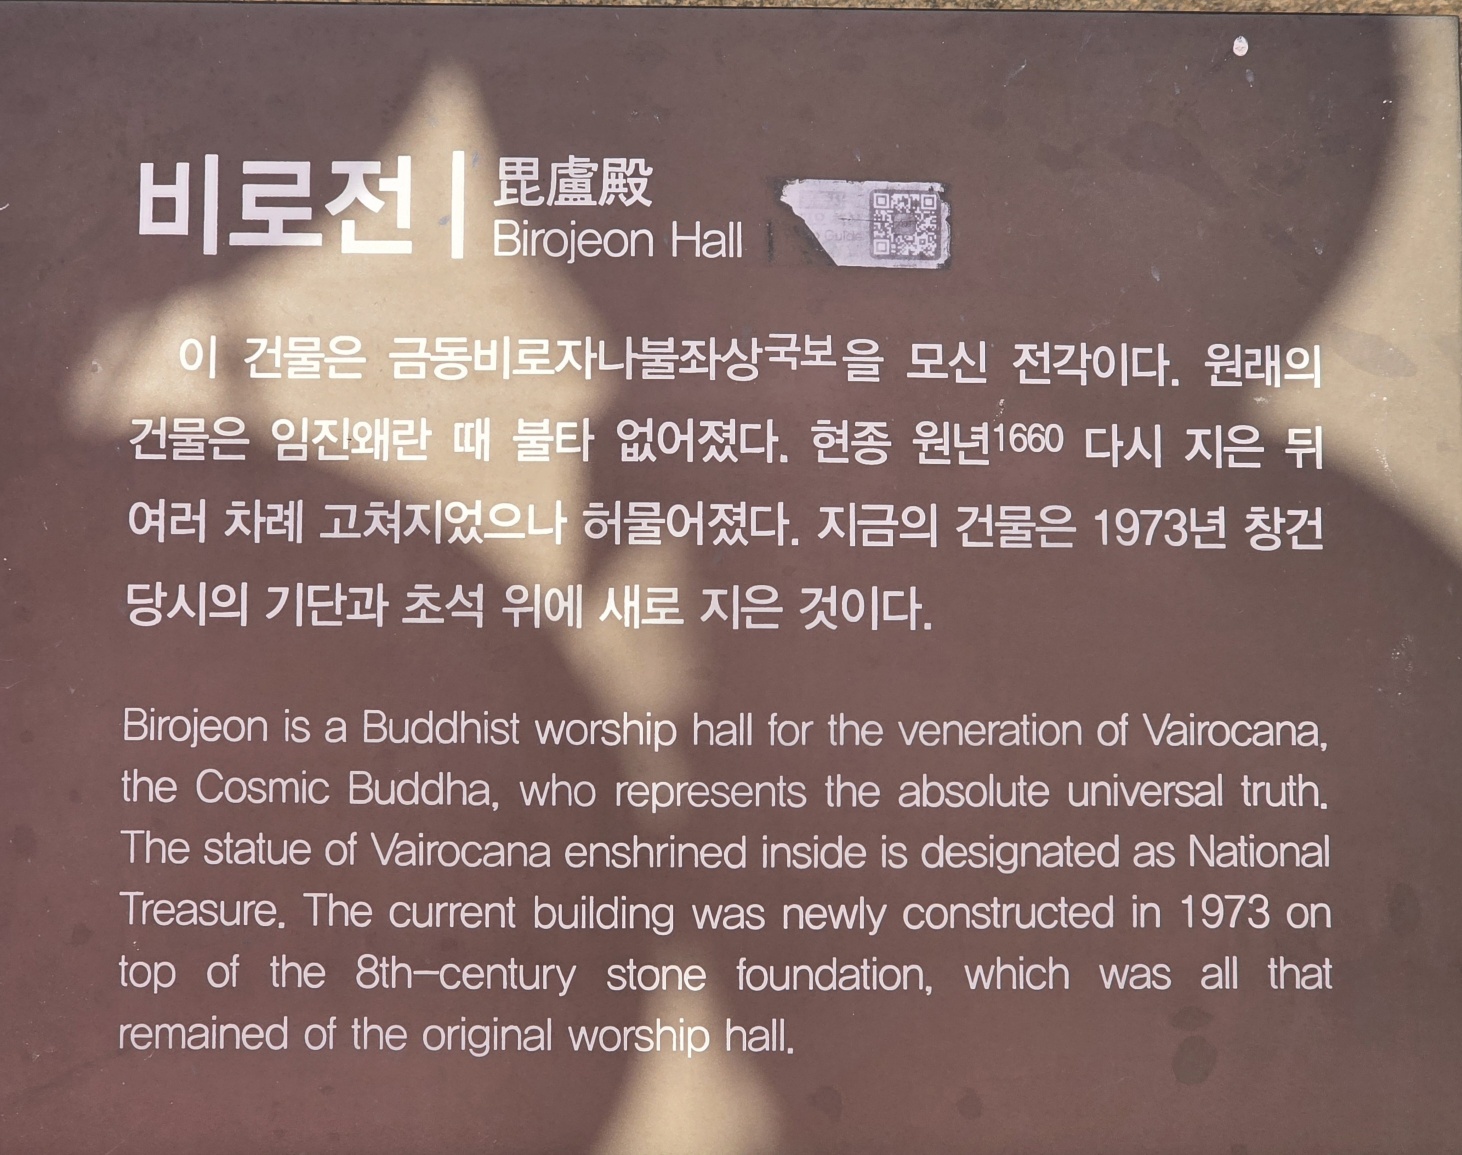 비로전 毘盧殿
Birojeon Hall
Guide
이 건물은 금동비로자나불좌상국보을 모신 전각이다. 원래의
건물은 임진왜란 때 불타 없어졌다. 현종 원년1660 다시 지은 뒤
여러 차례 고쳐지었으나 허물어졌다. 지금의 건물은 1973년 창건
당시의 기단과 초석 위에 새로 지은 것이다.
Birojeon is a Buddhist worship hall for the veneration of Vairocana,
the Cosmic Buddha, who represents the absolute universal truth.
The statue of Vairocana enshrined inside is designated as National
Treasure. The current building was newly constructed in 1973 on
top of the 8th-century stone foundation, which was all that
remained of the original worship hall.